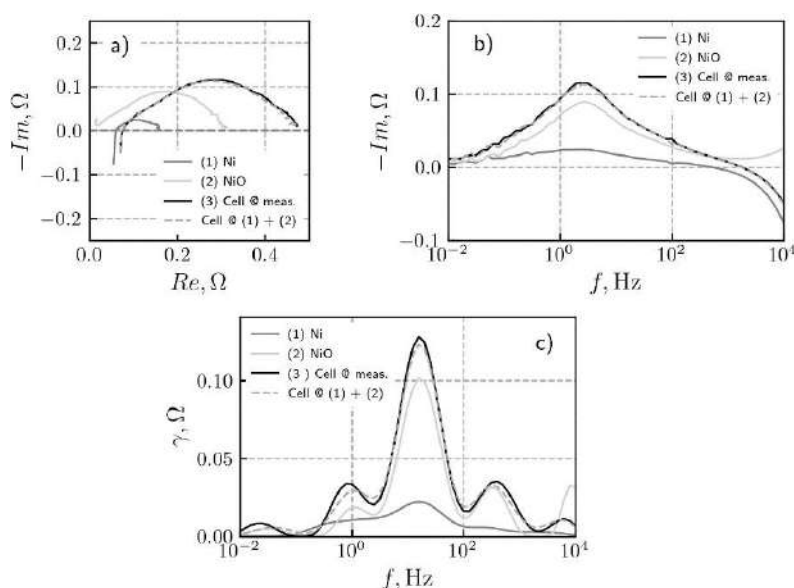 a)
−Im, Ω
0.2
0.1
0.0
−0.1
−0.2
0.0
0.2
0.4
Re, Ω
(1) Ni
(2) NiO
(3) Cell @ meas.
Cell @ (1) + (2)
b)
−Im, Ω
0.2
0.1
0.0
−0.1
10⁻²
10⁰
10²
10⁴
f, Hz
(1) Ni
(2) NiO
(3) Cell @ meas.
Cell @ (1) + (2)
c)
γ, Ω
0.10
0.05
0.00
10⁻²
10⁰
10²
10⁴
f, Hz
(1) Ni
(2) NiO
(3 ) Cell @ meas.
Cell @ (1) + (2)